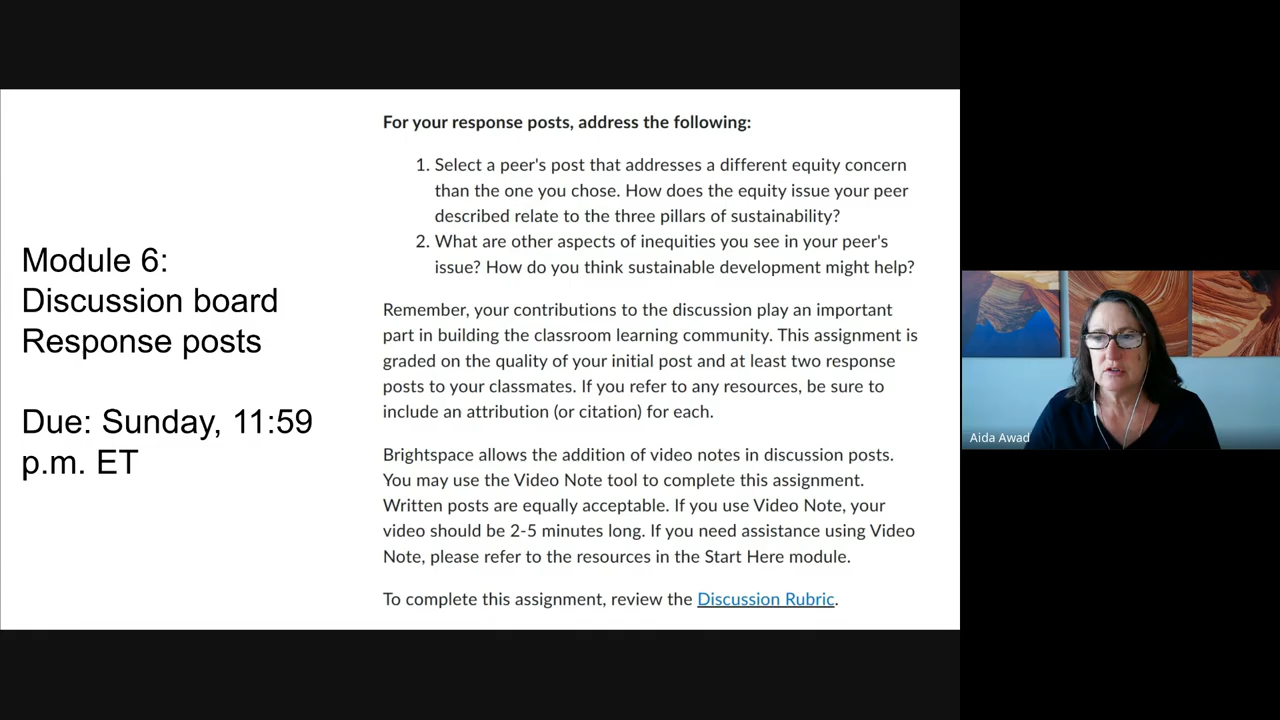 Module 6:
Discussion board
Response posts
Due: Sunday, 11:59
p.m. ET
For your response posts, address the following:
1. Select a peer's post that addresses a different equity concern
than the one you chose. How does the equity issue your peer
described relate to the three pillars of sustainability?
2. What are other aspects of inequities you see in your peer's
issue? How do you think sustainable development might help?
Remember, your contributions to the discussion play an important
part in building the classroom learning community. This assignment is
graded on the quality of your initial post and at least two response
posts to your classmates. If you refer to any resources, be sure to
include an attribution (or citation) for each.
Brightspace allows the addition of video notes in discussion posts.
You may use the Video Note tool to complete this assignment.
Written posts are equally acceptable. If you use Video Note, your
video should be 2-5 minutes long. If you need assistance using Video
Note, please refer to the resources in the Start Here module.
To complete this assignment, review the Discussion Rubric.
Aida Awad